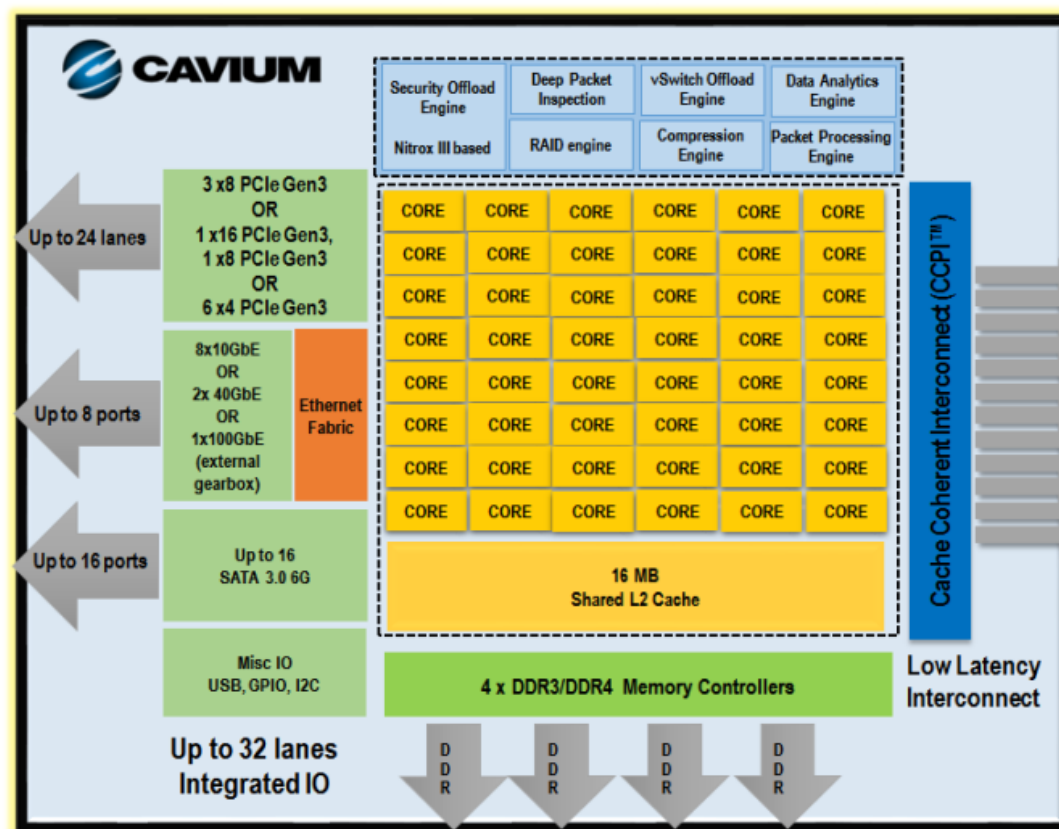 CAVIUM
Security Offload
Engine
Nitrox III based
Deep Packet
Inspection
vSwitch Offload
Engine
Data Analytics
Engine
RAID engine
Compression
Engine
Packet Processing
Engine
Up to 24 lanes
3 x8 PCIe Gen3
OR
1 x16 PCIe Gen3,
1 x8 PCIe Gen3
OR
6 x4 PCIe Gen3
Up to 8 ports
8x10GbE
OR
2x 40GbE
OR
1x100GbE
(external
gearbox)
Ethernet
Fabric
Up to 16 ports
Up to 16
SATA 3.0 6G
Misc IO
USB, GPIO, I2C
Up to 32 lanes
Integrated IO
CORE CORE CORE CORE CORE CORE
CORE CORE CORE CORE CORE CORE
CORE CORE CORE CORE CORE CORE
CORE CORE CORE CORE CORE CORE
CORE CORE CORE CORE CORE CORE
CORE CORE CORE CORE CORE CORE
CORE CORE CORE CORE CORE CORE
CORE CORE CORE CORE CORE CORE
16 MB
Shared L2 Cache
4 x DDR3/DDR4 Memory Controllers
DDR
DDR
DDR
DDR
Cache Coherent Interconnect (CCPI™)
Low Latency
Interconnect